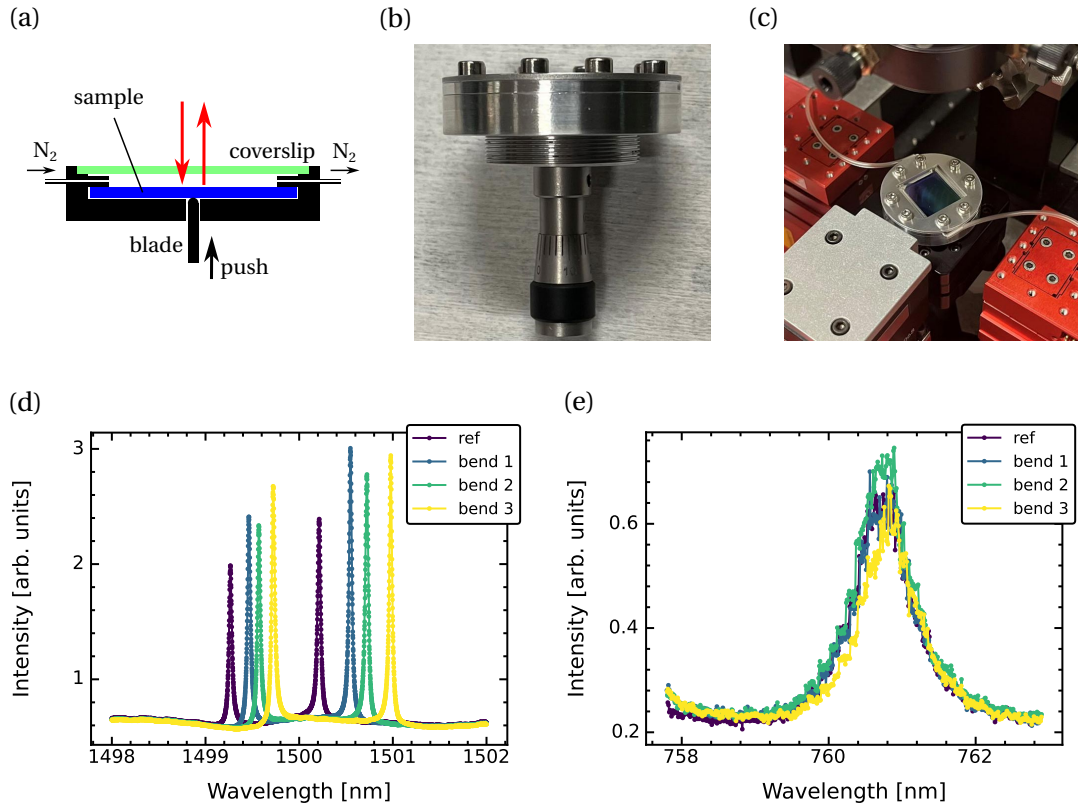 (a)
(b)
(c)
sample
N2
coverslip
N2
blade
push
(d)
(e)
ref
bend 1
bend 2
bend 3
3
2
1
Intensity [arb. units]
1498
1499
1500
1501
1502
Wavelength [nm]
ref
bend 1
bend 2
bend 3
0.6
0.4
0.2
Intensity [arb. units]
758
760
762
Wavelength [nm]